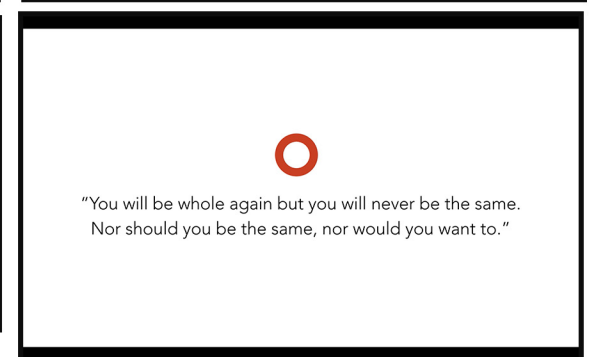 “You will be whole again but you will never be the same.
Nor should you be the same, nor would you want to.”